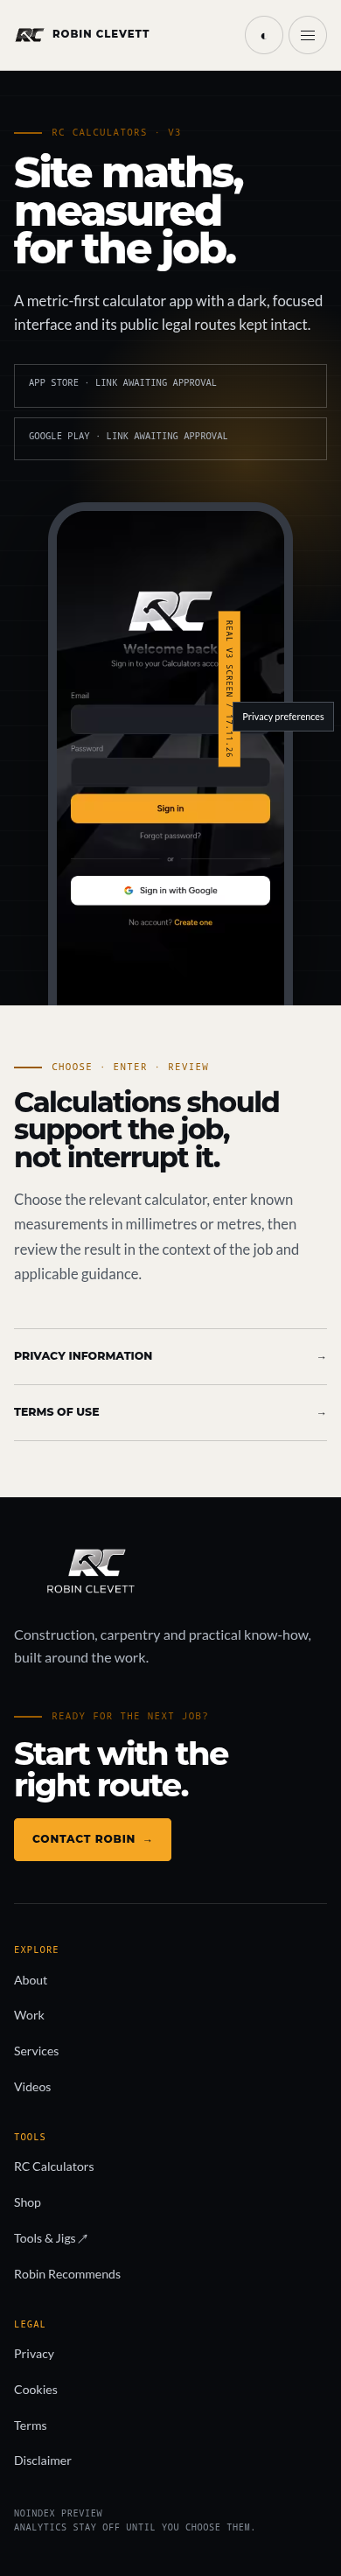 ROBIN CLEVETT
RC CALCULATORS · V3
Site maths,
measured
for the job.
A metric-first calculator app with a dark, focused
interface and its public legal routes kept intact.
APP STORE · LINK AWAITING APPROVAL
GOOGLE PLAY · LINK AWAITING APPROVAL
RC
Welcome back
Sign in to your Calculators acco
REAL V3 SCREEN / 17.11.26
Privacy preferences
Email
Password
Sign in
Forgot password?
or
Sign in with Google
No account? Create one
CHOOSE · ENTER · REVIEW
Calculations should
support the job,
not interrupt it.
Choose the relevant calculator, enter known
measurements in millimetres or metres, then
review the result in the context of the job and
applicable guidance.
PRIVACY INFORMATION →
TERMS OF USE →
RC
ROBIN CLEVETT
Construction, carpentry and practical know-how,
built around the work.
READY FOR THE NEXT JOB?
Start with the
right route.
CONTACT ROBIN →
EXPLORE
About
Work
Services
Videos
TOOLS
RC Calculators
Shop
Tools & Jigs ↗
Robin Recommends
LEGAL
Privacy
Cookies
Terms
Disclaimer
NOINDEX PREVIEW
ANALYTICS STAY OFF UNTIL YOU CHOOSE THEM.